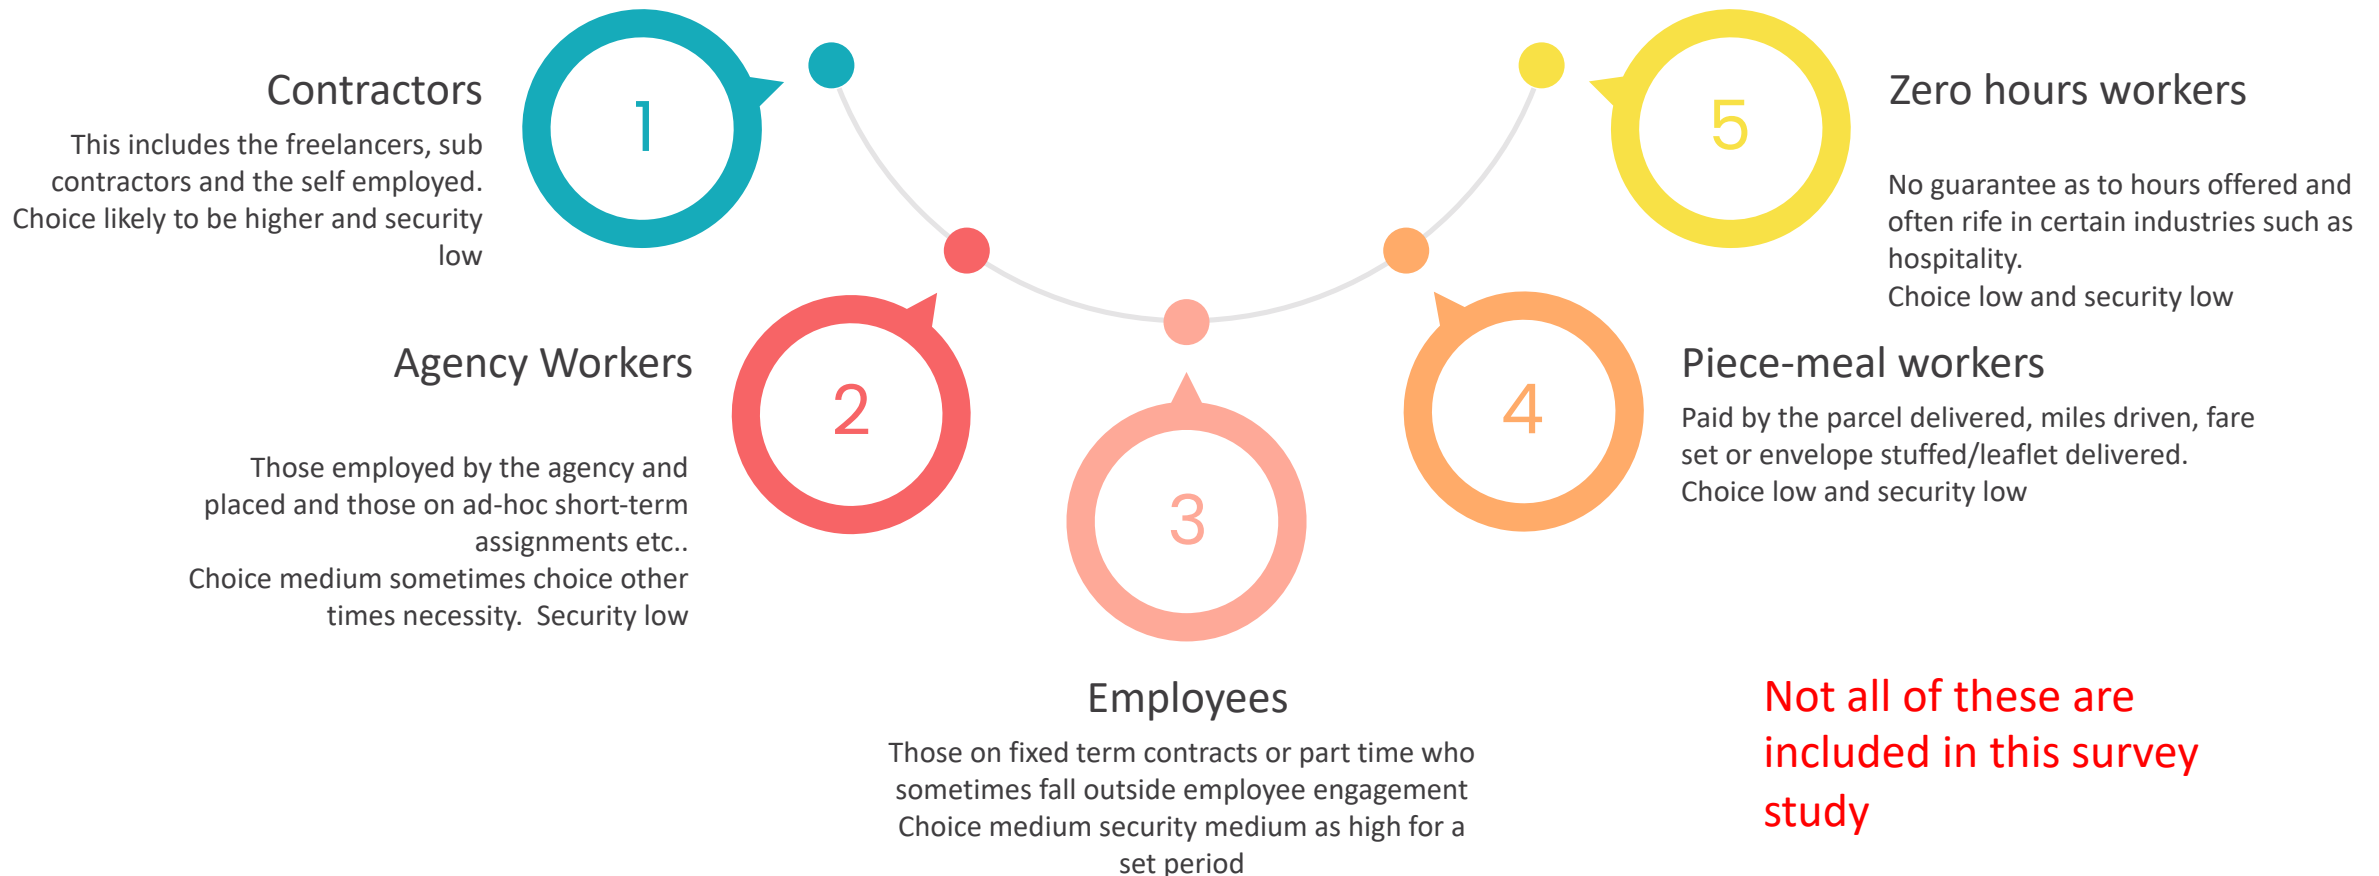 1
Contractors
This includes the freelancers, sub
contractors and the self employed.
Choice likely to be higher and security
low
2
Agency Workers
Those employed by the agency and
placed and those on ad-hoc short-term
assignments etc..
Choice medium sometimes choice other
times necessity.  Security low
3
Employees
Those on fixed term contracts or part time who
sometimes fall outside employee engagement
Choice medium security medium as high for a
set period
4
Piece-meal workers
Paid by the parcel delivered, miles driven, fare
set or envelope stuffed/leaflet delivered.
Choice low and security low
5
Zero hours workers
No guarantee as to hours offered and
often rife in certain industries such as
hospitality.
Choice low and security low
Not all of these are
included in this survey
study